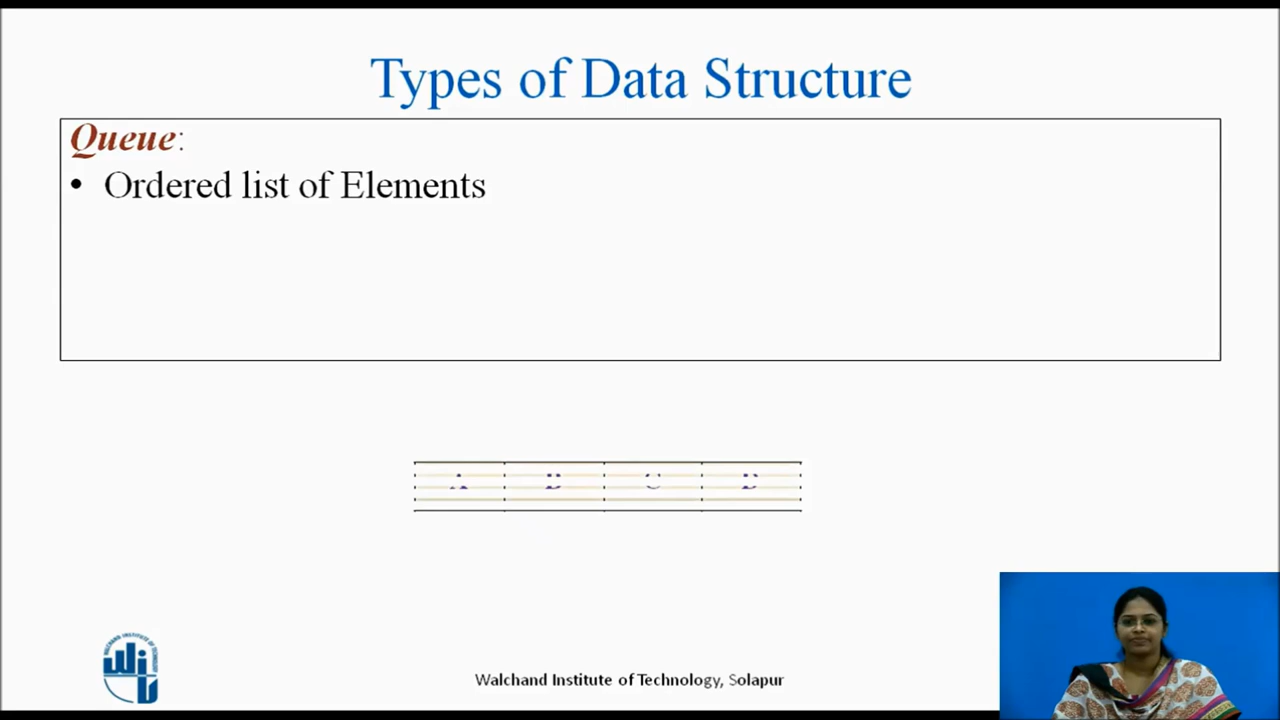 Types of Data Structure
Queue:
• Ordered list of Elements
A B C D
Walchand Institute of Technology, Solapur